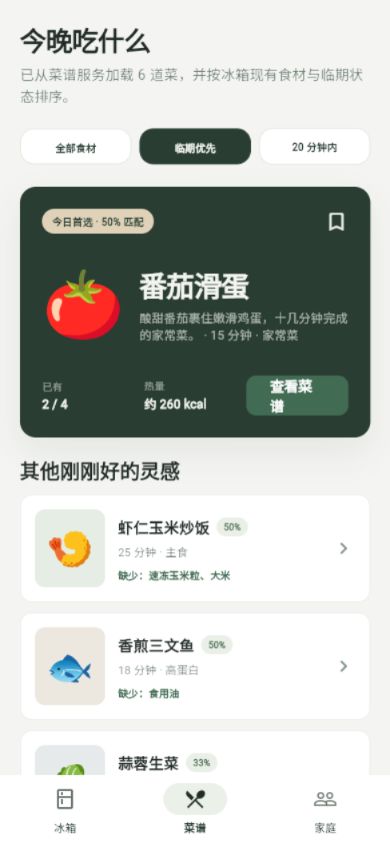 今晚吃什么
已从菜谱服务加载 6 道菜，并按冰箱现有食材与临期状
态排序。
全部食材
临期优先
20 分钟内
今日首选 · 50% 匹配
番茄滑蛋
酸甜番茄裹住嫩滑鸡蛋，十几分钟完成
的家常菜。 · 15 分钟 · 家常菜
已有
2 / 4
热量
约 260 kcal
查看菜
谱
其他刚刚好的灵感
虾仁玉米炒饭
50%
25 分钟 · 主食
缺少：速冻玉米粒、大米
香煎三文鱼
50%
18 分钟 · 高蛋白
缺少：食用油
蒜蓉生菜
33%
冰箱
菜谱
家庭